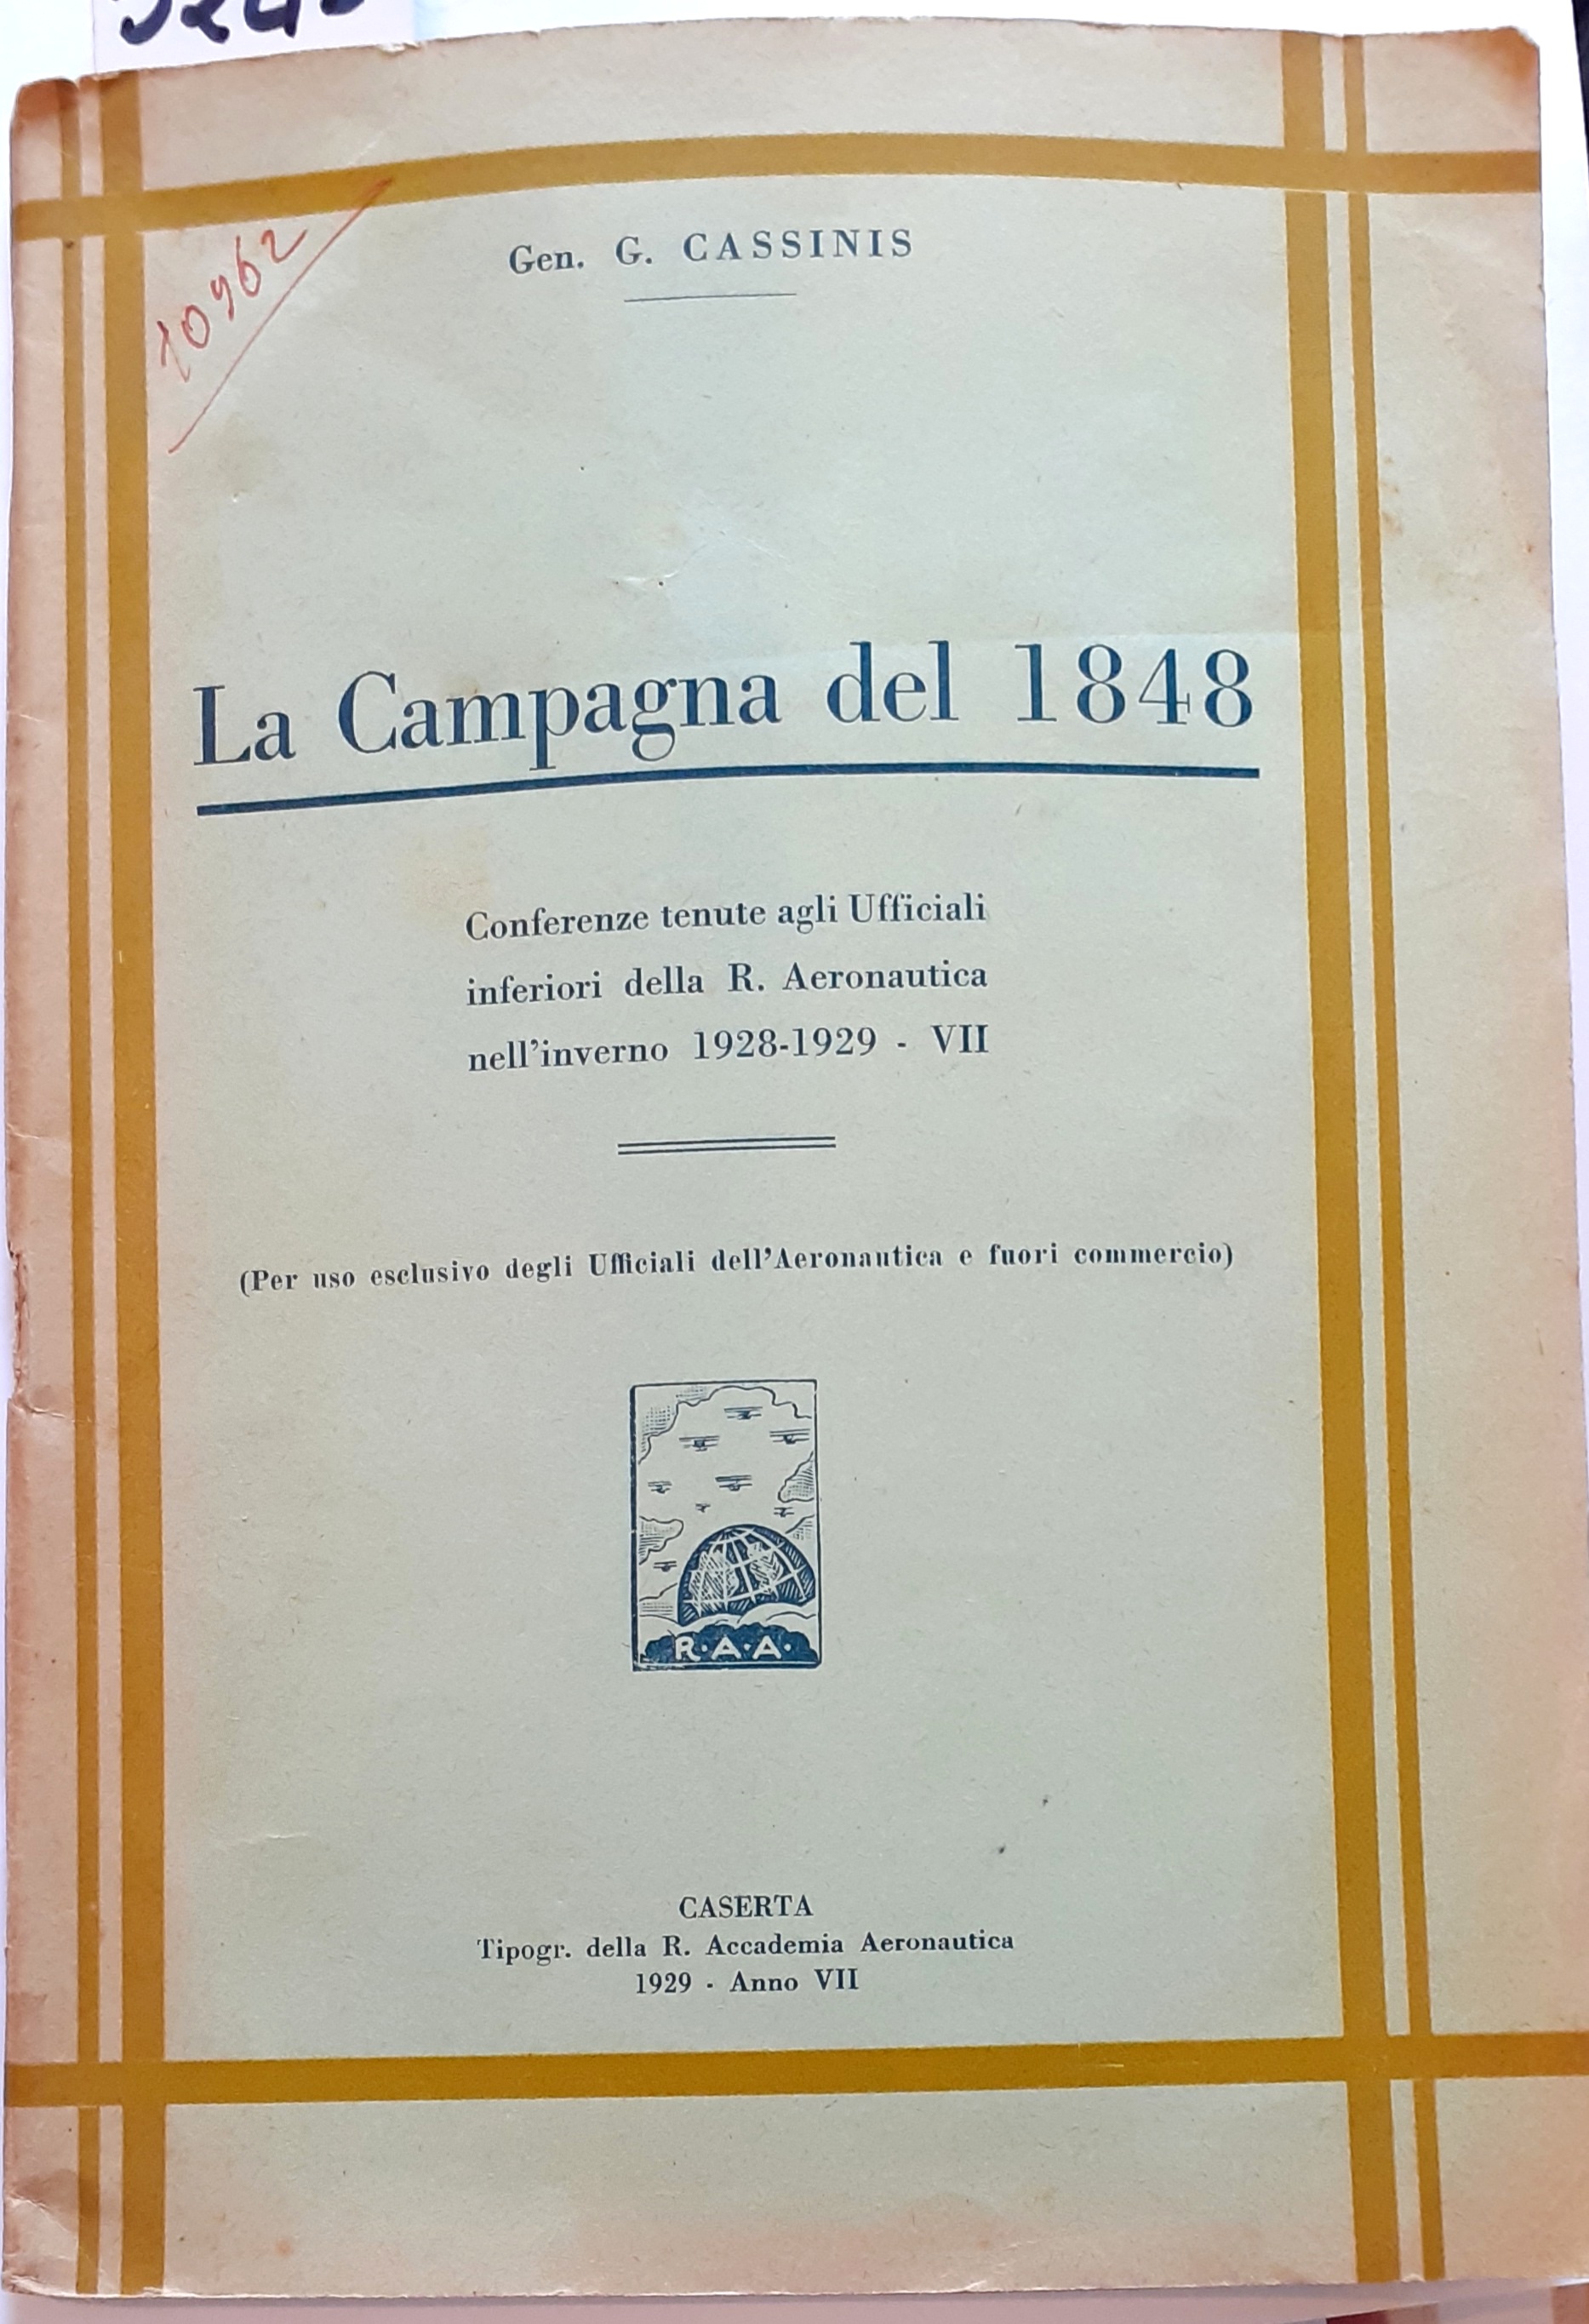 10962
Gen. G. CASSINIS
La Campagna del 1848
Conferenze tenute agli Ufficiali
inferiori della R. Aeronautica
nell'inverno 1928-1929 - VII
(Per uso esclusivo degli Ufficiali dell'Aeronautica e fuori commercio)
R. A. A.
CASERTA
Tipogr. della R. Accademia Aeronautica
1929 - Anno VII